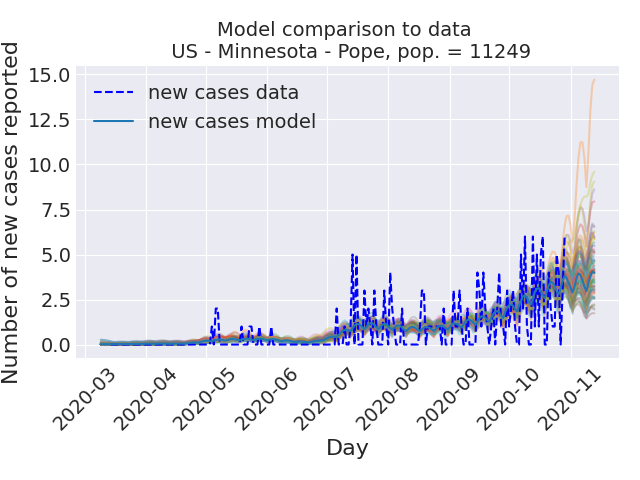 Model comparison to data
US - Minnesota - Pope, pop. = 11249
Number of new cases reported
15.0
12.5
10.0
7.5
5.0
2.5
0.0
new cases data
new cases model
2020-03
2020-04
2020-05
2020-06
2020-07
2020-08
2020-09
2020-10
2020-11
Day